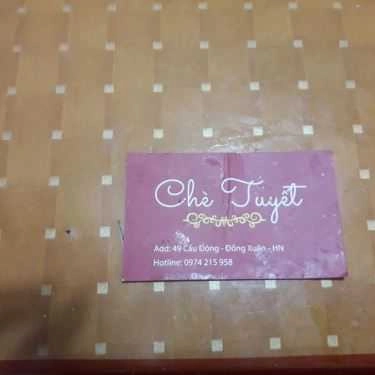 Chè Tuyết
Add: 49 Cầu Đông - Đồng Xuân - HN
Hotline: 0974 215 958